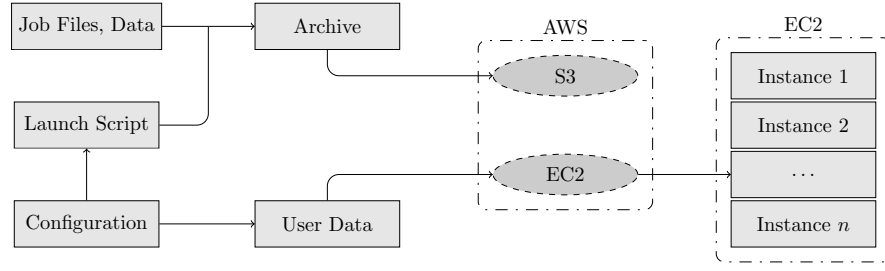 Job Files, Data
Archive
AWS
EC2
S3
Instance 1
Launch Script
Instance 2
EC2
...
Configuration
User Data
Instance n